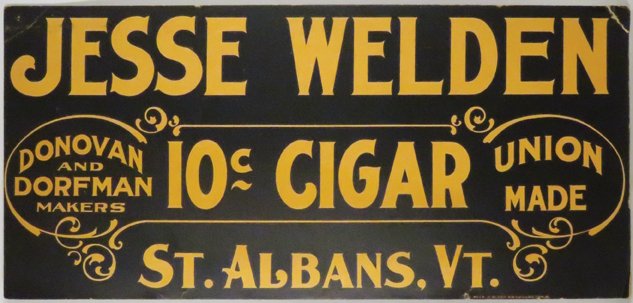 JESSE WELDEN
DONOVAN
AND
DORFMAN
MAKERS
10¢ CIGAR
UNION
MADE
ST. ALBANS, VT.